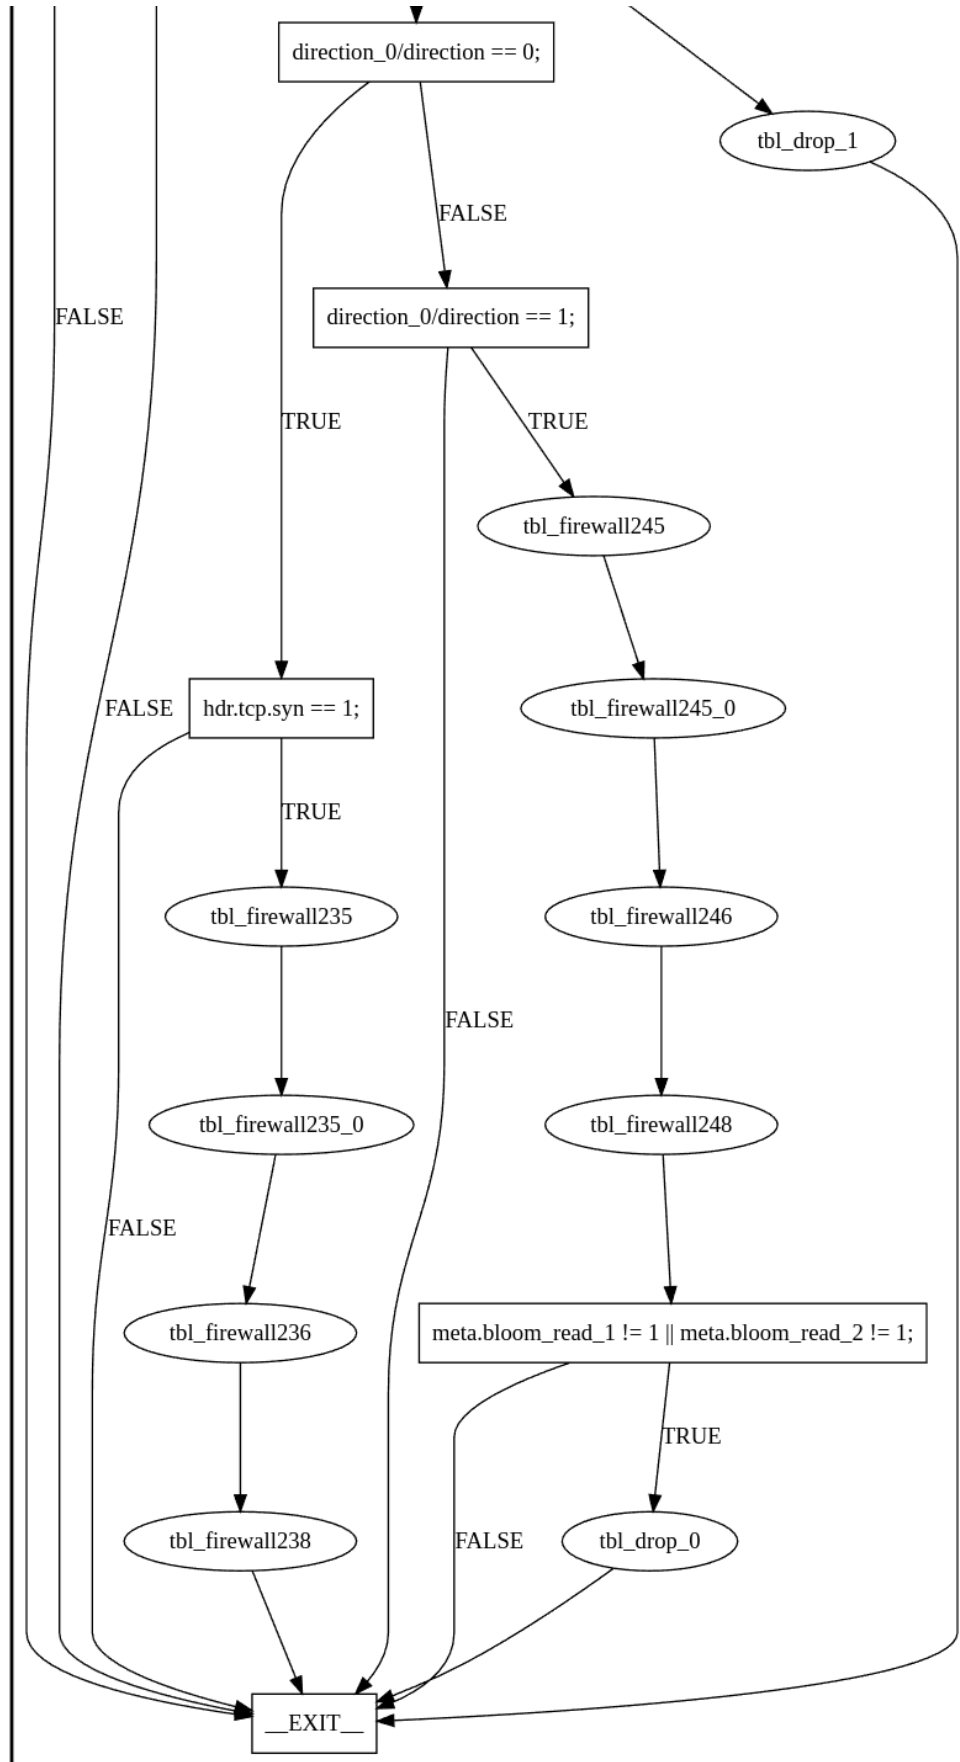 direction_0/direction == 0;
tbl_drop_1
FALSE
direction_0/direction == 1;
FALSE
TRUE
TRUE
tbl_firewall245
FALSE
hdr.tcp.syn == 1;
tbl_firewall245_0
TRUE
tbl_firewall235
tbl_firewall246
FALSE
tbl_firewall235_0
tbl_firewall248
FALSE
tbl_firewall236
meta.bloom_read_1 != 1 || meta.bloom_read_2 != 1;
TRUE
tbl_firewall238
FALSE
tbl_drop_0
__EXIT__